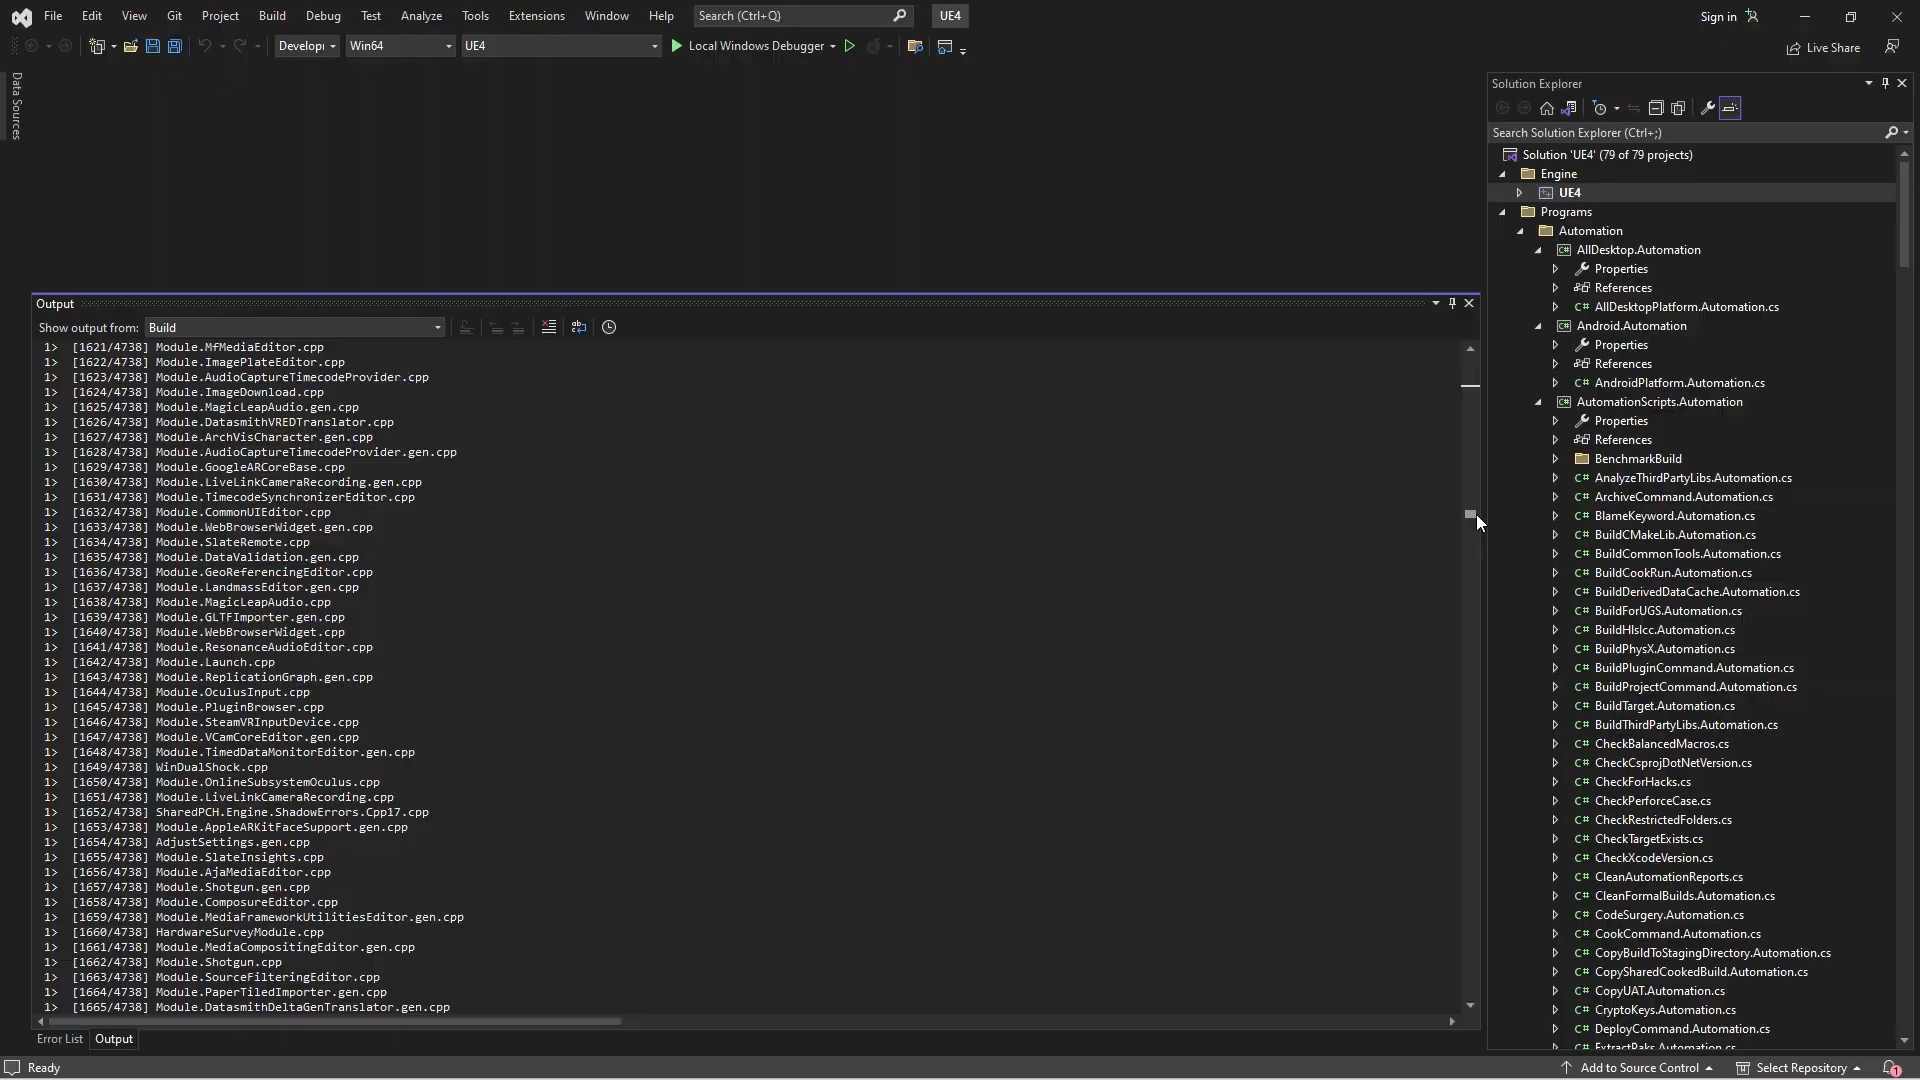 File Edit View Git Project Build Debug Test Analyze Tools Extensions Window Help Search (Ctrl+Q) UE4 Sign in
Develop Win64 UE4 Local Windows Debugger Live Share
Data Sources
Output
Show output from: Build
1> [1621/4738] Module.MfMediaEditor.cpp
1> [1622/4738] Module.ImagePlateEditor.cpp
1> [1623/4738] Module.AudioCaptureTimecodeProvider.cpp
1> [1624/4738] Module.ImageDownload.cpp
1> [1625/4738] Module.MagicLeapAudio.gen.cpp
1> [1626/4738] Module.DatasmithVREDTranslator.cpp
1> [1627/4738] Module.ArchVisCharacter.gen.cpp
1> [1628/4738] Module.AudioCaptureTimecodeProvider.gen.cpp
1> [1629/4738] Module.GoogleARCoreBase.cpp
1> [1630/4738] Module.LiveLinkCameraRecording.gen.cpp
1> [1631/4738] Module.TimecodeSynchronizerEditor.cpp
1> [1632/4738] Module.CommonUIEditor.cpp
1> [1633/4738] Module.WebBrowserWidget.gen.cpp
1> [1634/4738] Module.SlateRemote.cpp
1> [1635/4738] Module.DataValidation.gen.cpp
1> [1636/4738] Module.GeoReferencingEditor.cpp
1> [1637/4738] Module.LandmassEditor.gen.cpp
1> [1638/4738] Module.MagicLeapAudio.cpp
1> [1639/4738] Module.GLTFImporter.gen.cpp
1> [1640/4738] Module.WebBrowserWidget.cpp
1> [1641/4738] Module.ResonanceAudioEditor.cpp
1> [1642/4738] Module.Launch.cpp
1> [1643/4738] Module.ReplicationGraph.gen.cpp
1> [1644/4738] Module.OculusInput.cpp
1> [1645/4738] Module.PluginBrowser.cpp
1> [1646/4738] Module.SteamVRInputDevice.cpp
1> [1647/4738] Module.VCamCoreEditor.cpp
1> [1648/4738] Module.TimedDataMonitorEditor.gen.cpp
1> [1649/4738] WinDualShock.cpp
1> [1650/4738] Module.OnlineSubsystemOculus.cpp
1> [1651/4738] Module.LiveLinkCameraRecording.cpp
1> [1652/4738] SharedPCH.Engine.ShadowErrors.Cpp17.cpp
1> [1653/4738] Module.AppleARKitFaceSupport.gen.cpp
1> [1654/4738] AdjustSettings.gen.cpp
1> [1655/4738] Module.SlateInsights.cpp
1> [1656/4738] Module.AjaMediaEditor.cpp
1> [1657/4738] Module.Shotgun.gen.cpp
1> [1658/4738] Module.ComposureEditor.cpp
1> [1659/4738] Module.MediaFrameworkUtilitiesEditor.gen.cpp
1> [1660/4738] HardwareSurveyModule.cpp
1> [1661/4738] Module.MediaCompositingEditor.gen.cpp
1> [1662/4738] Module.Shotgun.cpp
1> [1663/4738] Module.SourceFilteringEditor.cpp
1> [1664/4738] Module.PaperTiledImporter.gen.cpp
1> [1665/4738] Module.DatasmithDeltaGenTranslator.gen.cpp
Error List Output
Solution Explorer
Search Solution Explorer (Ctrl+;)
Solution 'UE4' (79 of 79 projects)
Engine
UE4
Programs
Automation
C# AllDesktop.Automation
Properties
References
C# AllDesktopPlatform.Automation.cs
C# Android.Automation
Properties
References
C# AndroidPlatform.Automation.cs
C# AutomationScripts.Automation
Properties
References
BenchmarkBuild
C# AnalyzeThirdPartyLibs.Automation.cs
C# ArchiveCommand.Automation.cs
C# BlameKeyword.Automation.cs
C# BuildCMakeLib.Automation.cs
C# BuildCommonTools.Automation.cs
C# BuildCookRun.Automation.cs
C# BuildDerivedDataCache.Automation.cs
C# BuildForUGS.Automation.cs
C# BuildHlslcc.Automation.cs
C# BuildPhysX.Automation.cs
C# BuildPluginCommand.Automation.cs
C# BuildProjectCommand.Automation.cs
C# BuildTarget.Automation.cs
C# BuildThirdPartyLibs.Automation.cs
C# CheckBalancedMacros.cs
C# CheckCsprojDotNetVersion.cs
C# CheckForHacks.cs
C# CheckPerforceCase.cs
C# CheckRestrictedFolders.cs
C# CheckTargetExists.cs
C# CheckXcodeVersion.cs
C# CleanAutomationReports.cs
C# CleanFormalBuilds.Automation.cs
C# CodeSurgery.Automation.cs
C# CookCommand.Automation.cs
C# CopyBuildToStagingDirectory.Automation.cs
C# CopySharedCookedBuild.Automation.cs
C# CopyUAT.Automation.cs
C# CryptoKeys.Automation.cs
C# DeployCommand.Automation.cs
C# ExtractPaks.Automation.cs
Ready Add to Source Control Select Repository 1